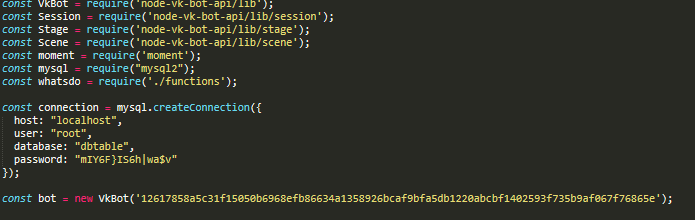 const VkBot = require('node-vk-bot-api/lib');
const Session = require('node-vk-bot-api/lib/session');
const Stage = require('node-vk-bot-api/lib/stage');
const Scene = require('node-vk-bot-api/lib/scene');
const moment = require('moment');
const mysql = require("mysql2");
const whatsdo = require('./functions');
const connection = mysql.createConnection({
host: "localhost",
user: "root",
database: "dbtable",
password: "mIY6F}IS6h|wa$v"
});
const bot = new VkBot('12617858a5c31f15050b6968efb86634a1358926bcaf9bfa5db1220abcbf1402593f735b9af067f76865e');